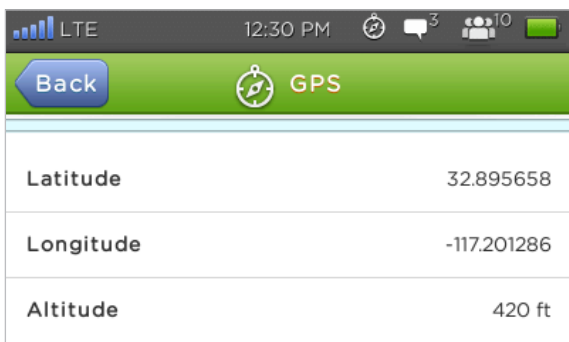 LTE 12:30 PM 3 10
Back GPS
Latitude 32.895658
Longitude -117.201286
Altitude 420 ft